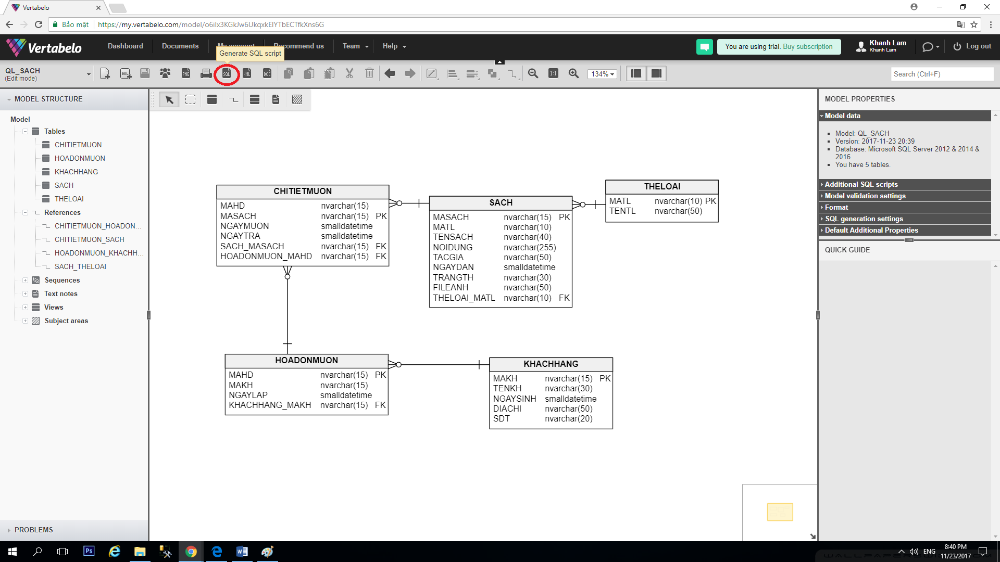 Vertabelo
Bảo mật
https://my.vertabelo.com/model/o6ilx3KGkJw6UkqxkElYTbECTfkXns6G
Vertabelo
Dashboard
Documents
My account
Recommend us
Team
Help
You are using trial. Buy subscription
Khanh Lam
Khanh Lam
Log out
Generate SQL script
QL_SACH
(Edit mode)
DDL
PNG
SQL
XML
DOC
1:1
134%
Search (Ctrl+F)
MODEL STRUCTURE
Model
Tables
CHITIETMUON
HOADONMUON
KHACHHANG
SACH
THELOAI
References
CHITIETMUON_HOADON...
CHITIETMUON_SACH
HOADONMUON_KHACHH...
SACH_THELOAI
Sequences
Text notes
Views
Subject areas
PROBLEMS
CHITIETMUON
MAHD nvarchar(15)
MASACH nvarchar(15) PK
NGAYMUON smalldatetime
NGAYTRA smalldatetime
SACH_MASACH nvarchar(15) FK
HOADONMUON_MAHD nvarchar(15) FK
SACH
MASACH nvarchar(15) PK
MATL nvarchar(10)
TENSACH nvarchar(40)
NOIDUNG nvarchar(255)
TACGIA nvarchar(50)
NGAYDAN smalldatetime
TRANGTH nvarchar(30)
FILEANH nvarchar(50)
THELOAI_MATL nvarchar(10) FK
THELOAI
MATL nvarchar(10) PK
TENTL nvarchar(50)
HOADONMUON
MAHD nvarchar(15) PK
MAKH nvarchar(15)
NGAYLAP smalldatetime
KHACHHANG_MAKH nvarchar(15) FK
KHACHHANG
MAKH nvarchar(15) PK
TENKH nvarchar(30)
NGAYSINH smalldatetime
DIACHI nvarchar(50)
SDT nvarchar(20)
MODEL PROPERTIES
Model data
Model: QL_SACH
Version: 2017-11-23 20:39
Database: Microsoft SQL Server 2012 & 2014 &
2016
You have 5 tables.
Additional SQL scripts
Model validation settings
Format
SQL generation settings
Default Additional Properties
QUICK GUIDE
Ps
ENG
8:40 PM
11/23/2017